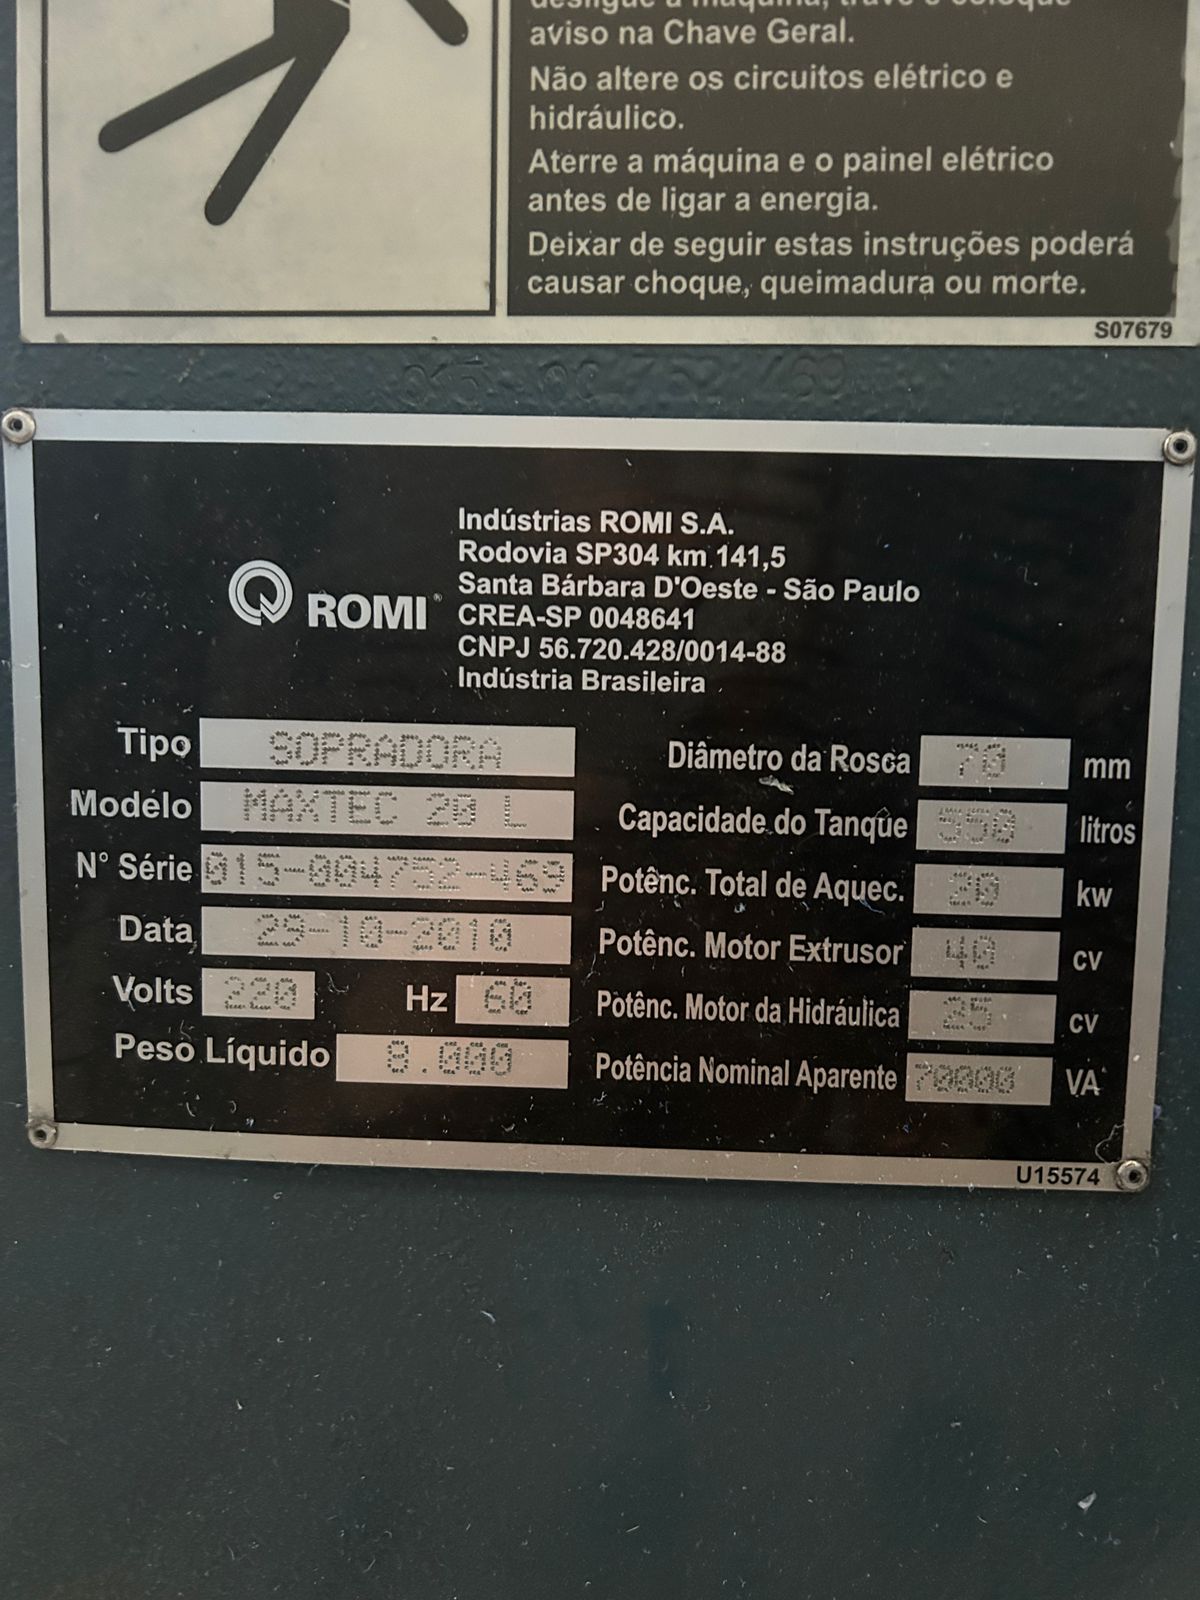 aviso na Chave Geral.
Não altere os circuitos elétrico e
hidráulico.
Aterre a máquina e o painel elétrico
antes de ligar a energia.
Deixar de seguir estas instruções poderá
causar choque, queimadura ou morte.
S07679
Indústrias ROMI S.A.
Rodovia SP304 km 141,5
Santa Bárbara D'Oeste - São Paulo
ROMI®
CREA-SP 0048641
CNPJ 56.720.428/0014-88
Indústria Brasileira
Tipo SOPRADORA
Modelo MAXTEC 20 L
N° Série 015-004752-469
Data 29-10-2010
Volts 220 Hz 60
Peso Líquido 8.000
Diâmetro da Rosca 70 mm
Capacidade do Tanque 550 litros
Potênc. Total de Aquec. 20 kw
Potênc. Motor Extrusor 40 cv
Potênc. Motor da Hidráulica 25 cv
Potência Nominal Aparente 70000 VA
U15574